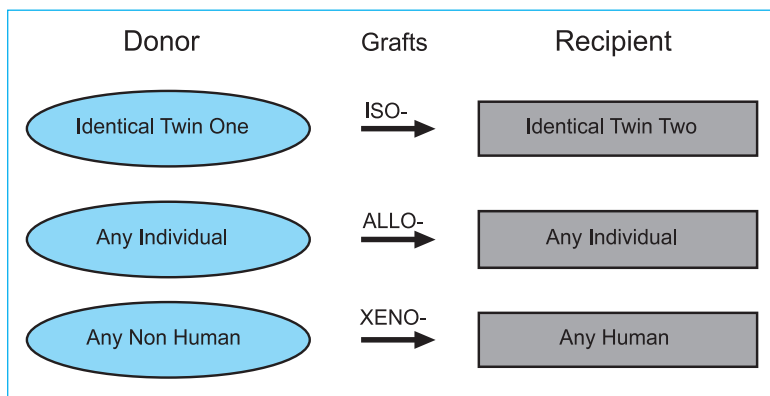 Donor Grafts Recipient
ISO-
Identical Twin One Identical Twin Two
ALLO-
Any Individual Any Individual
XENO-
Any Non Human Any Human